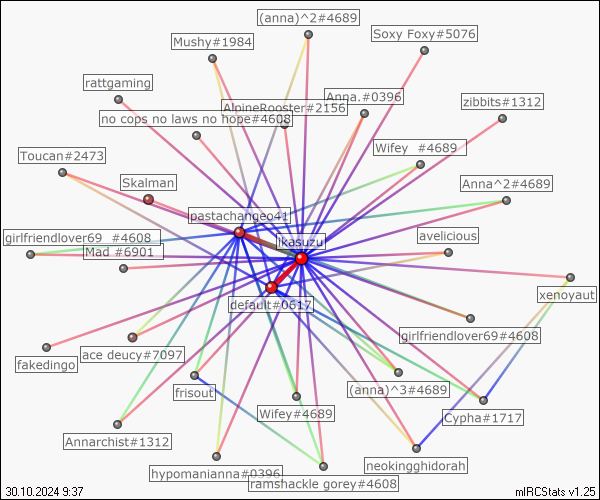 (anna)^2#4689
Soxy Foxy#5076
Mushy#1984
rattgaming
Anna.#0396
zibbits#1312
AlpineRooster#2156
no cops no laws no hope#4608
Wifey #4689
Toucan#2473
Skalman
Anna^2#4689
pastachangeo41
girlfriendlover69 #4608
jkasuzu
avelicious
Mad #6901
xenoyaut
default#0617
girlfriendlover69#4608
fakedingo
ace deucy#7097
(anna)^3#4689
frisout
Wifey#4689
Cypha#1717
Annarchist#1312
neokingghidorah
hypomanianna#0396
ramshackle gorey#4608
30.10.2024 9:37
mIRCStats v1.25